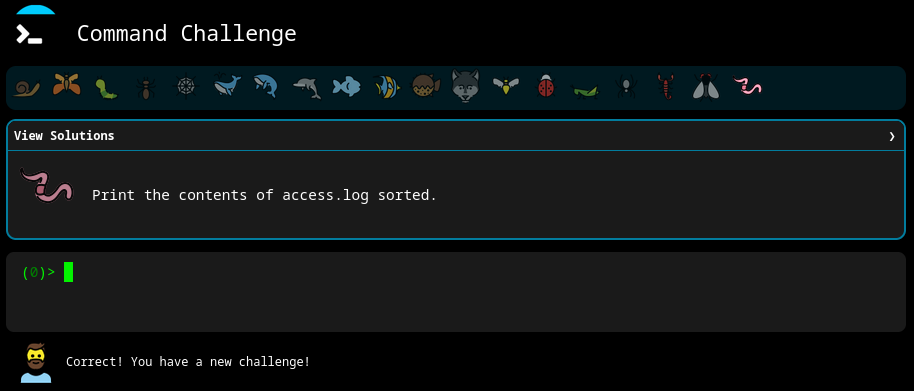 Command Challenge
View Solutions
Print the contents of access.log sorted.
(0)>
Correct! You have a new challenge!